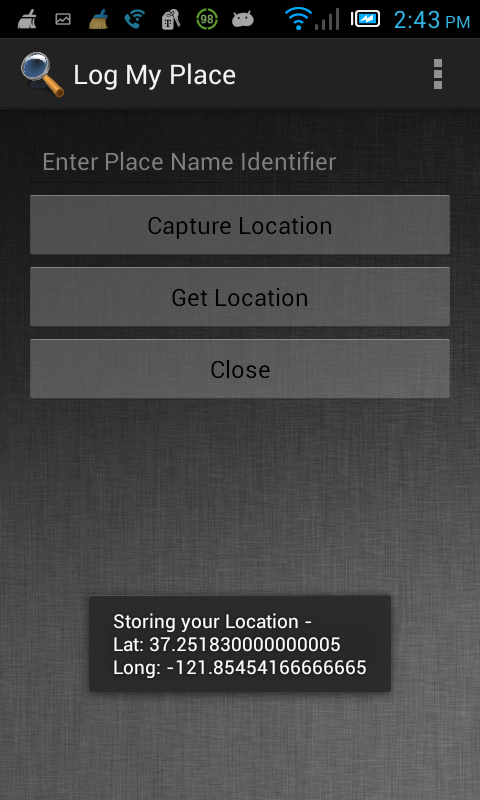 98
2:43 PM
Log My Place
Enter Place Name Identifier
Capture Location
Get Location
Close
Storing your Location -
Lat: 37.251830000000005
Long: -121.85454166666665